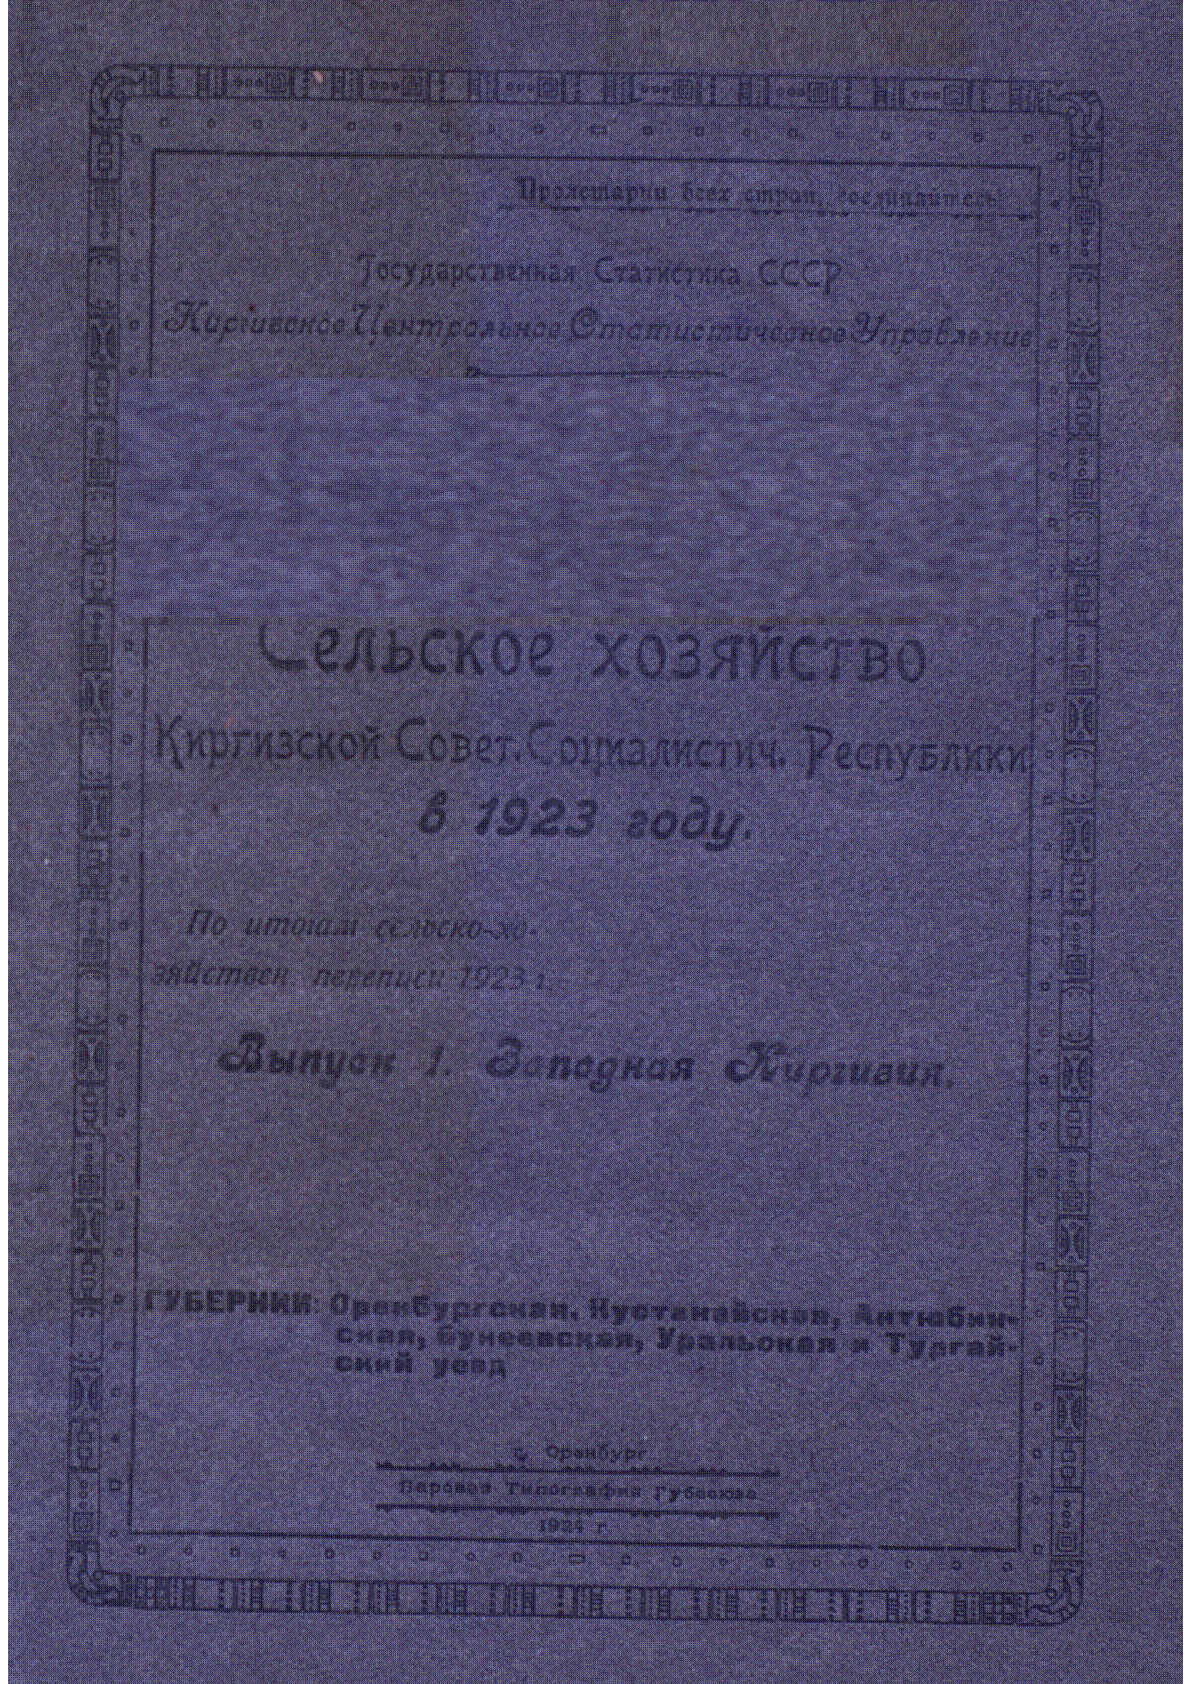 Пролетарии всех стран, соединяйтесь!
Государственная Статистика СССР
Киргизское Центральное Статистическое Управление
Сельское хозяйство
Киргизской Совет. Социалистич. Республики
в 1923 году.
По итогам сельско-хо-
зяйствен. переписи 1923 г.
Выпуск 1. Западная Киргизия.
ГУБЕРНИИ: Оренбургская, Кустанайская, Актюбин-
ская, Букеевская, Уральская и Тургай-
ский уезд
г. Оренбург
Паровая Типография Губсоюза
1924 г.